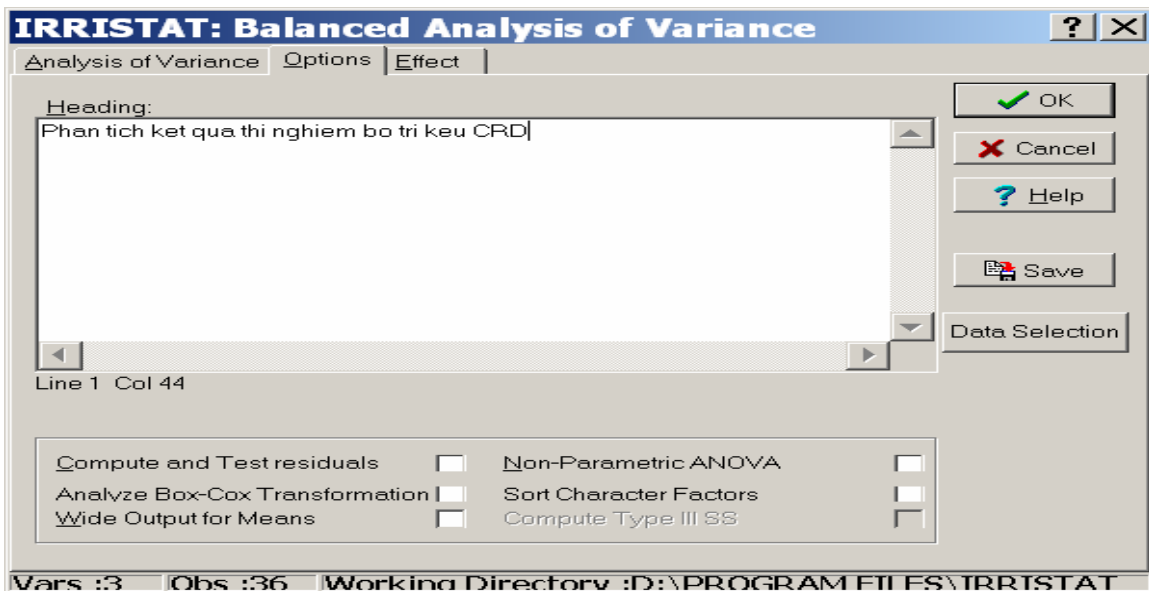 IRRISTAT: Balanced Analysis of Variance
Analysis of Variance Options Effect
Heading:
Phan tich ket qua thi nghiem bo tri keu CRD
OK
Cancel
Help
Save
Data Selection
Line 1 Col 44
Compute and Test residuals
Non-Parametric ANOVA
Analyze Box-Cox Transformation
Sort Character Factors
Wide Output for Means
Compute Type III SS
Vars :3 Obs :36 Working Directory :D:\PROGRAM FILES\IRRISTAT